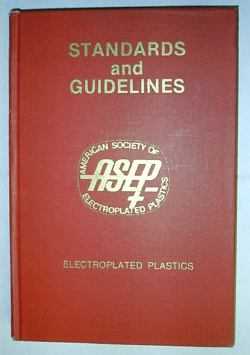 STANDARDS
and
GUIDELINES
AMERICAN SOCIETY OF
ASEP
ELECTROPLATED PLASTICS
ELECTROPLATED PLASTICS